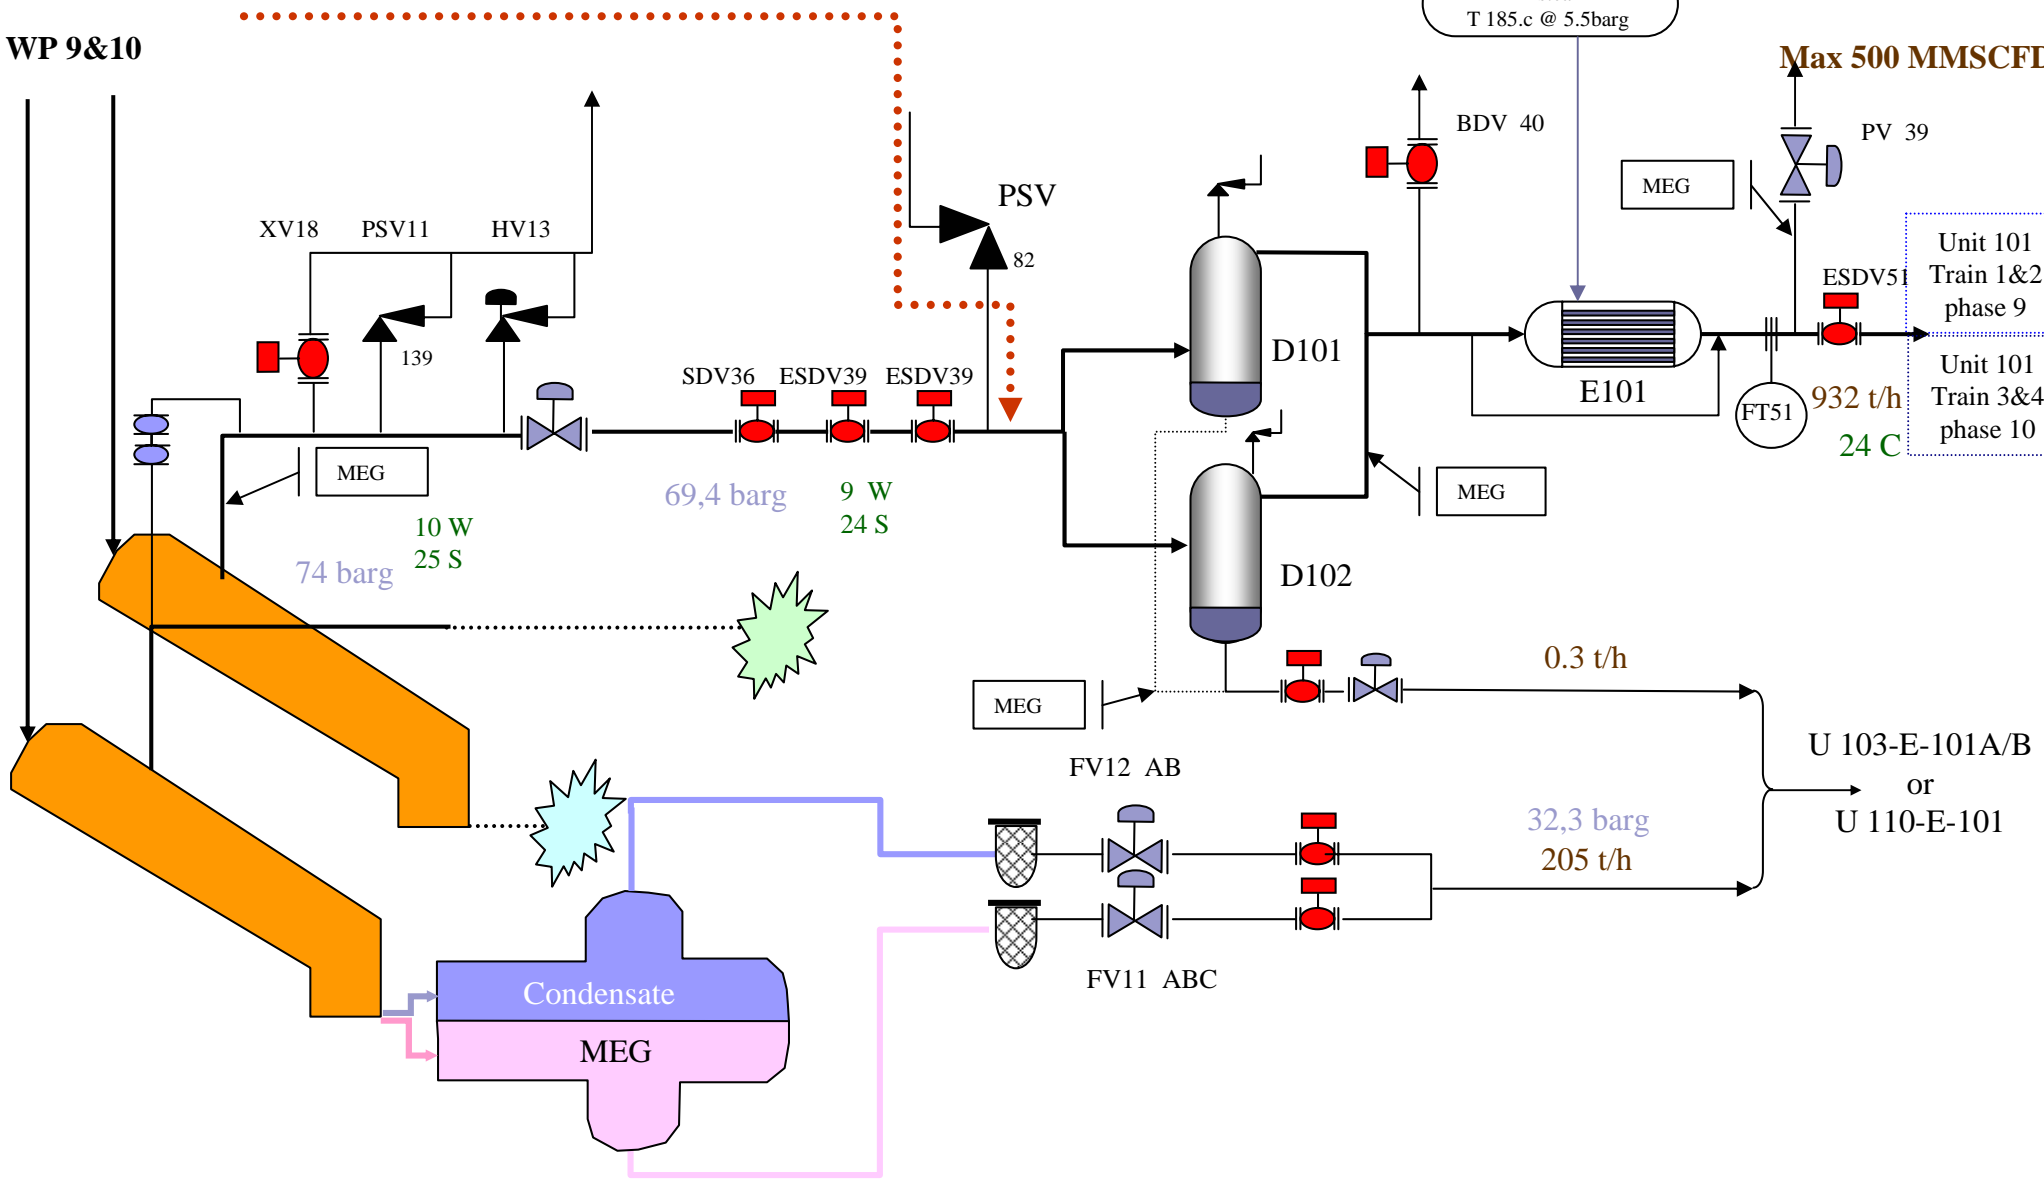 T 185.c @ 5.5barg
WP 9&10
Max 500 MMSCFD
BDV 40
PV 39
MEG
PSV
82
XV18
PSV11
HV13
139
Unit 101
Train 1&2
phase 9
ESDV51
D101
E101
SDV36
ESDV39
ESDV39
Unit 101
Train 3&4
phase 10
FT51
932 t/h
24 C
MEG
69,4 barg
9 W
24 S
MEG
10 W
25 S
74 barg
D102
0.3 t/h
MEG
FV12 AB
U 103-E-101A/B
or
U 110-E-101
32,3 barg
205 t/h
FV11 ABC
Condensate
MEG